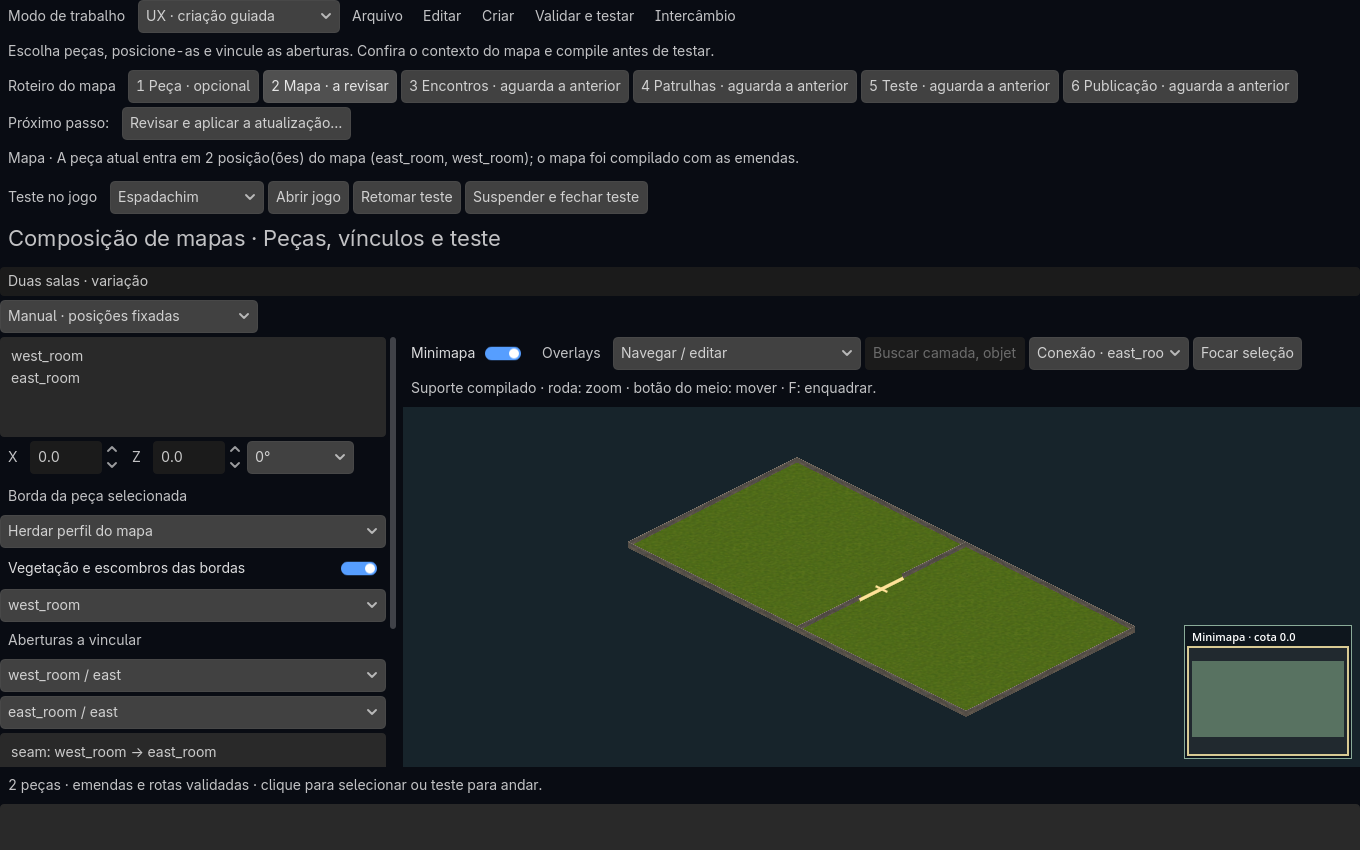 Modo de trabalho UX · criação guiada Arquivo Editar Criar Validar e testar Intercâmbio
Escolha peças, posicione-as e vincule as aberturas. Confira o contexto do mapa e compile antes de testar.
Roteiro do mapa 1 Peça · opcional 2 Mapa · a revisar 3 Encontros · aguarda a anterior 4 Patrulhas · aguarda a anterior 5 Teste · aguarda a anterior 6 Publicação · aguarda a anterior
Próximo passo: Revisar e aplicar a atualização...
Mapa · A peça atual entra em 2 posição(ões) do mapa (east_room, west_room); o mapa foi compilado com as emendas.
Teste no jogo Espadachim Abrir jogo Retomar teste Suspender e fechar teste
Composição de mapas · Peças, vínculos e teste
Duas salas · variação
Manual · posições fixadas
west_room
east_room
X 0.0 Z 0.0 0°
Borda da peça selecionada
Herdar perfil do mapa
Vegetação e escombros das bordas
west_room
Aberturas a vincular
west_room / east
east_room / east
seam: west_room → east_room
Minimapa Overlays Navegar / editar Buscar camada, objet Conexão · east_roo Focar seleção
Suporte compilado · roda: zoom · botão do meio: mover · F: enquadrar.
Minimapa · cota 0.0
2 peças · emendas e rotas validadas · clique para selecionar ou teste para andar.